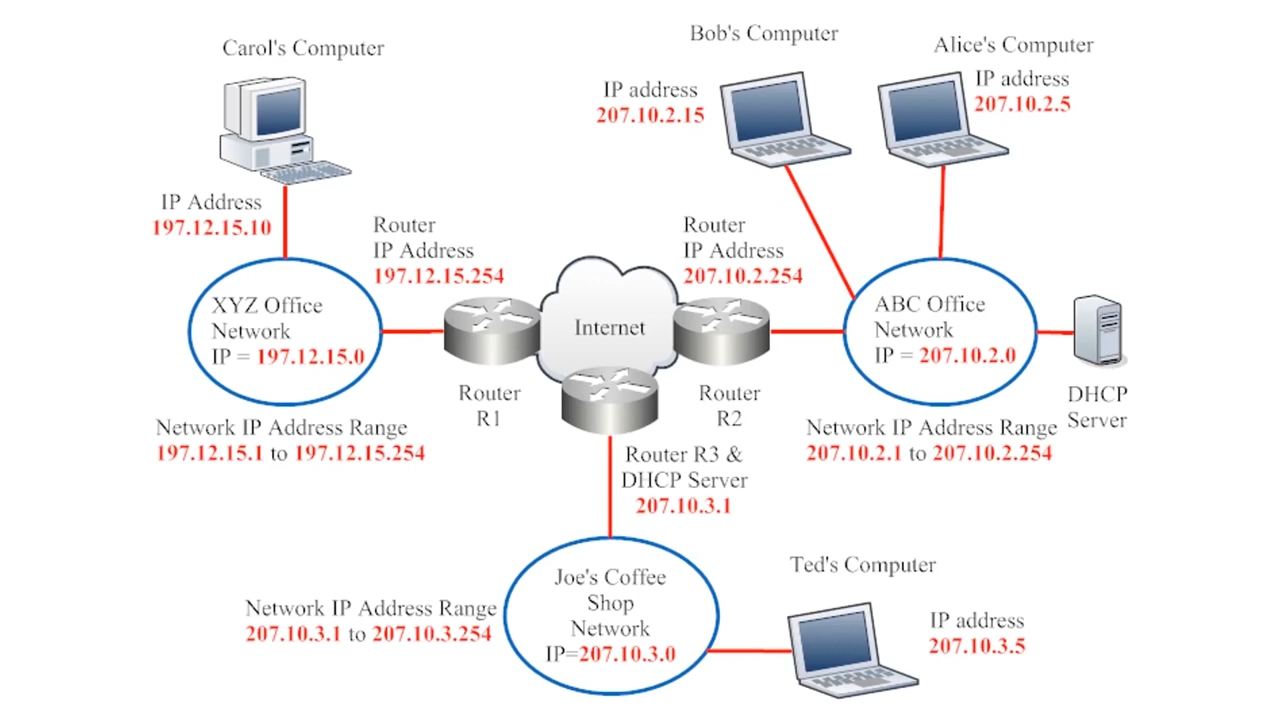 Carol's Computer
IP Address
197.12.15.10
Bob's Computer
IP address
207.10.2.15
Alice's Computer
IP address
207.10.2.5
Router
IP Address
197.12.15.254
Router
IP Address
207.10.2.254
XYZ Office
Network
IP = 197.12.15.0
Internet
ABC Office
Network
IP = 207.10.2.0
Router
R1
Router
R2
DHCP
Server
Network IP Address Range
197.12.15.1 to 197.12.15.254
Network IP Address Range
207.10.2.1 to 207.10.2.254
Router R3 &
DHCP Server
207.10.3.1
Joe's Coffee
Shop
Network
IP=207.10.3.0
Network IP Address Range
207.10.3.1 to 207.10.3.254
Ted's Computer
IP address
207.10.3.5